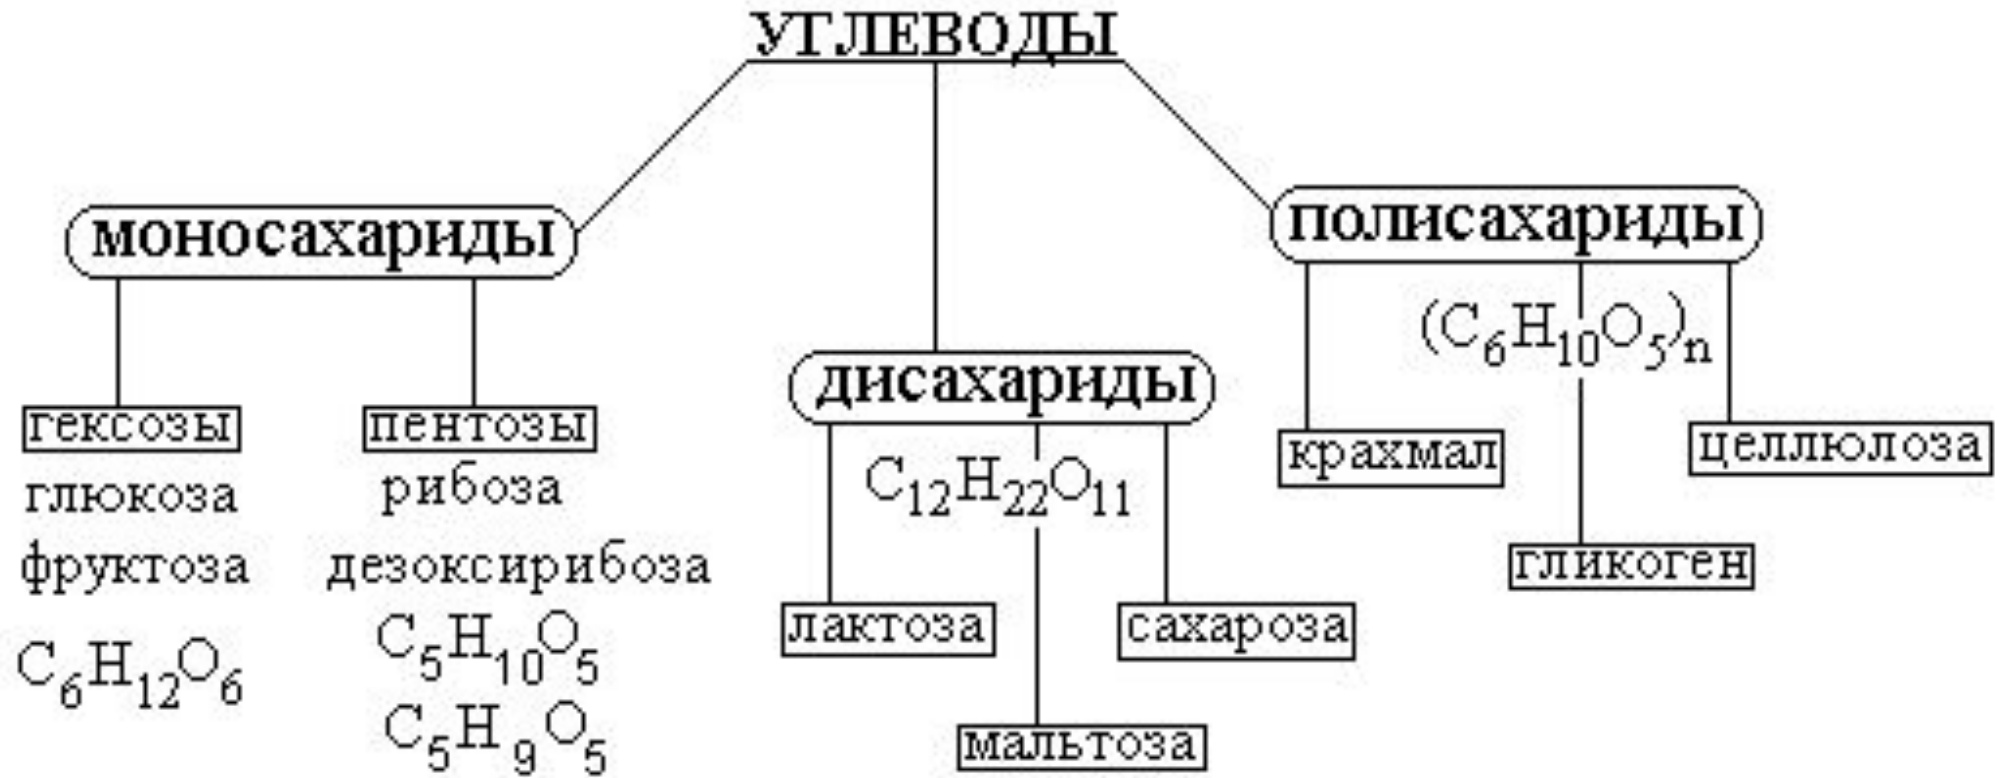 УГЛЕВОДЫ
моносахариды
гексозы
глюкоза
фруктоза
C₆H₁₂O₆
пентозы
рибоза
дезоксирибоза
C₅H₁₀O₅
C₅H₉O₅
дисахариды
C₁₂H₂₂O₁₁
лактоза
мальтоза
сахароза
полисахариды
(C₆H₁₀O₅)ₙ
крахмал
гликоген
целлюлоза